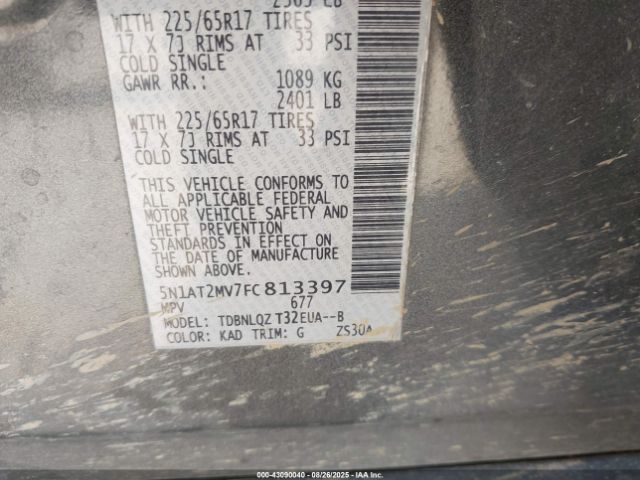 WITH 225/65R17 TIRES
17 X 7J RIMS AT 33 PSI
COLD SINGLE
GAWR RR.: 1089 KG
2401 LB
WITH 225/65R17 TIRES
17 X 7J RIMS AT 33 PSI
COLD SINGLE
THIS VEHICLE CONFORMS TO
ALL APPLICABLE FEDERAL
MOTOR VEHICLE SAFETY AND
THEFT PREVENTION
STANDARDS IN EFFECT ON
THE DATE OF MANUFACTURE
SHOWN ABOVE.
5N1AT2MV7FC813397
MPV 677
MODEL: TDBNLQZ T32EUA--B
COLOR: KAD TRIM: G ZS30A
000-43090040 | 08/26/2025 | IAAI.COM